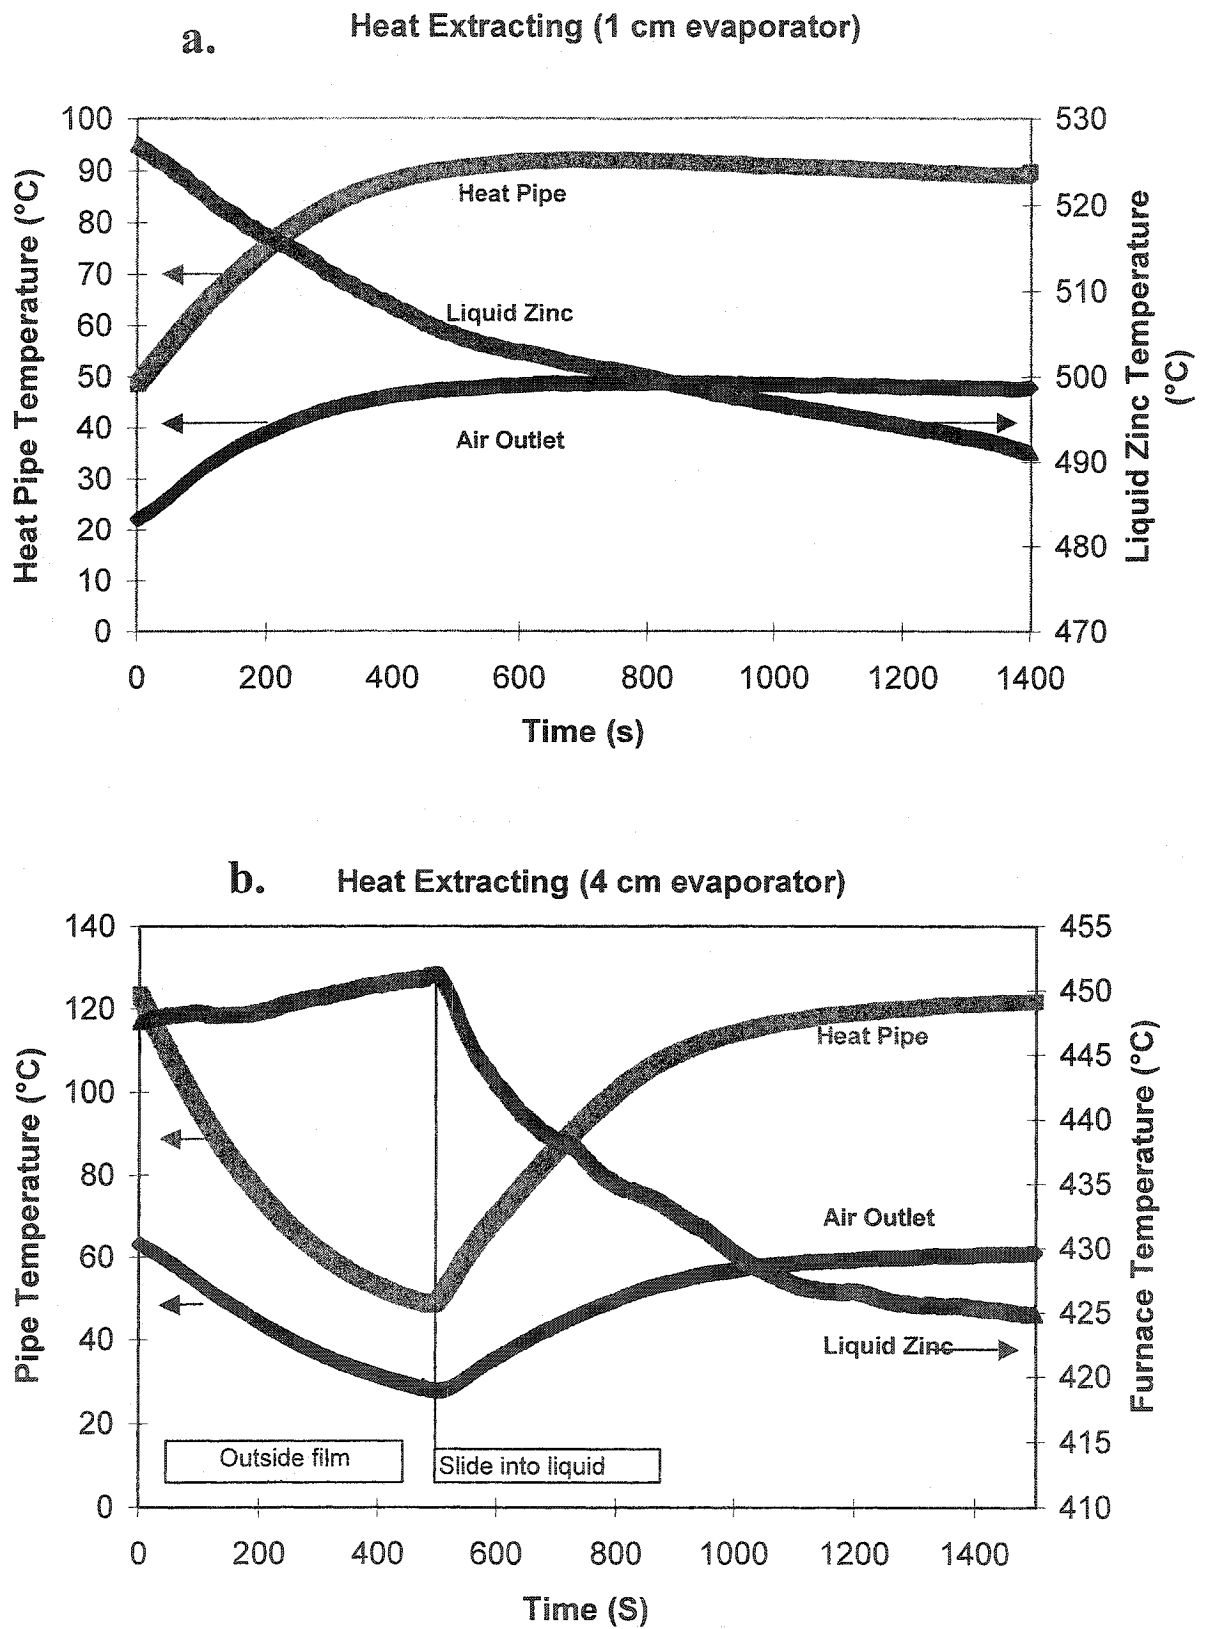 a.
Heat Extracting (1 cm evaporator)
100
90
80
70
60
50
40
30
20
10
0
530
520
510
500
490
480
470
Heat Pipe Temperature (°C)
Liquid Zinc Temperature
(°C)
Heat Pipe
Liquid Zinc
Air Outlet
0 200 400 600 800 1000 1200 1400
Time (s)
b.
Heat Extracting (4 cm evaporator)
140
120
100
80
60
40
20
0
455
450
445
440
435
430
425
420
415
410
Pipe Temperature (°C)
Furnace Temperature (°C)
Heat Pipe
Air Outlet
Liquid Zinc
Outside film
Slide into liquid
0 200 400 600 800 1000 1200 1400
Time (S)